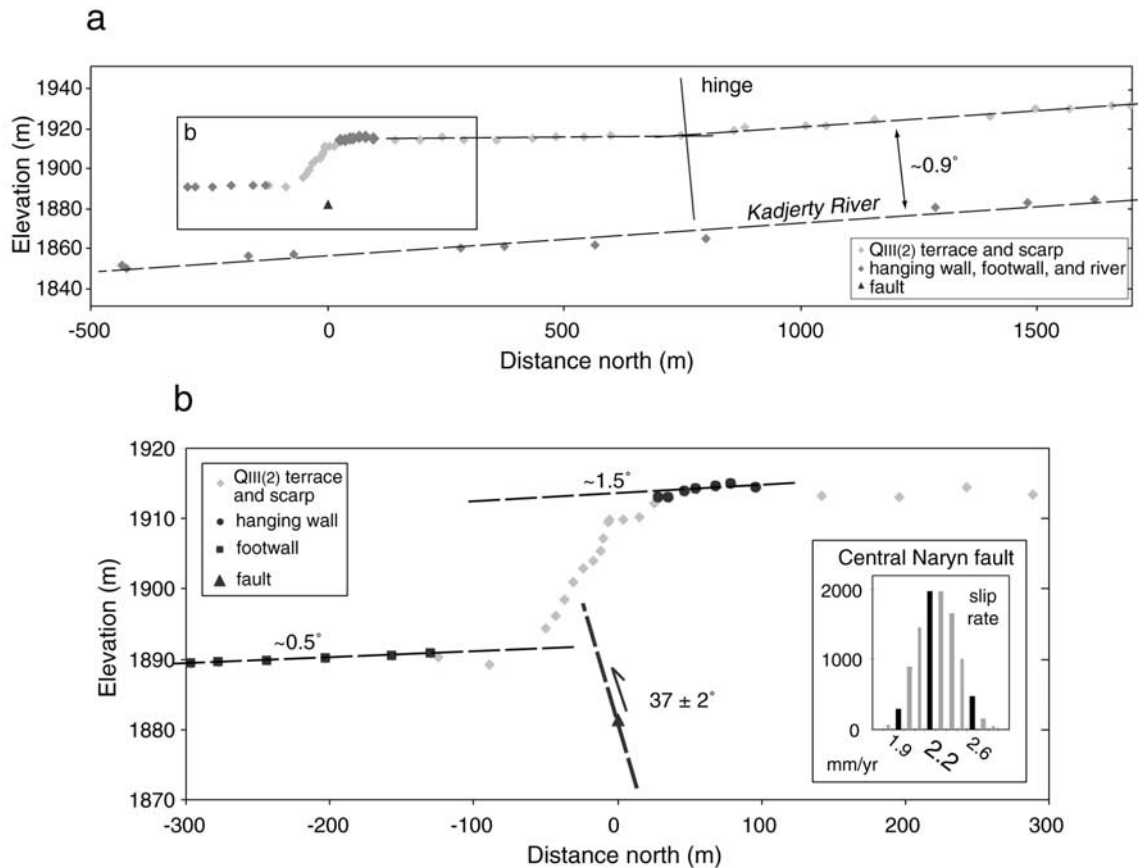 a
1940
1920
1900
1880
1860
1840
Elevation (m)
b
hinge
~0.9°
Kadjerty River
QIII(2) terrace and scarp
hanging wall, footwall, and river
fault
-500
0
500
1000
1500
Distance north (m)
b
1920
1910
1900
1890
1880
1870
Elevation (m)
QIII(2) terrace
and scarp
hanging wall
footwall
fault
~1.5°
~0.5°
37 ± 2°
Central Naryn fault
2000
1000
0
slip
rate
1.9
2.2
2.6
mm/yr
-300
-200
-100
0
100
200
300
Distance north (m)